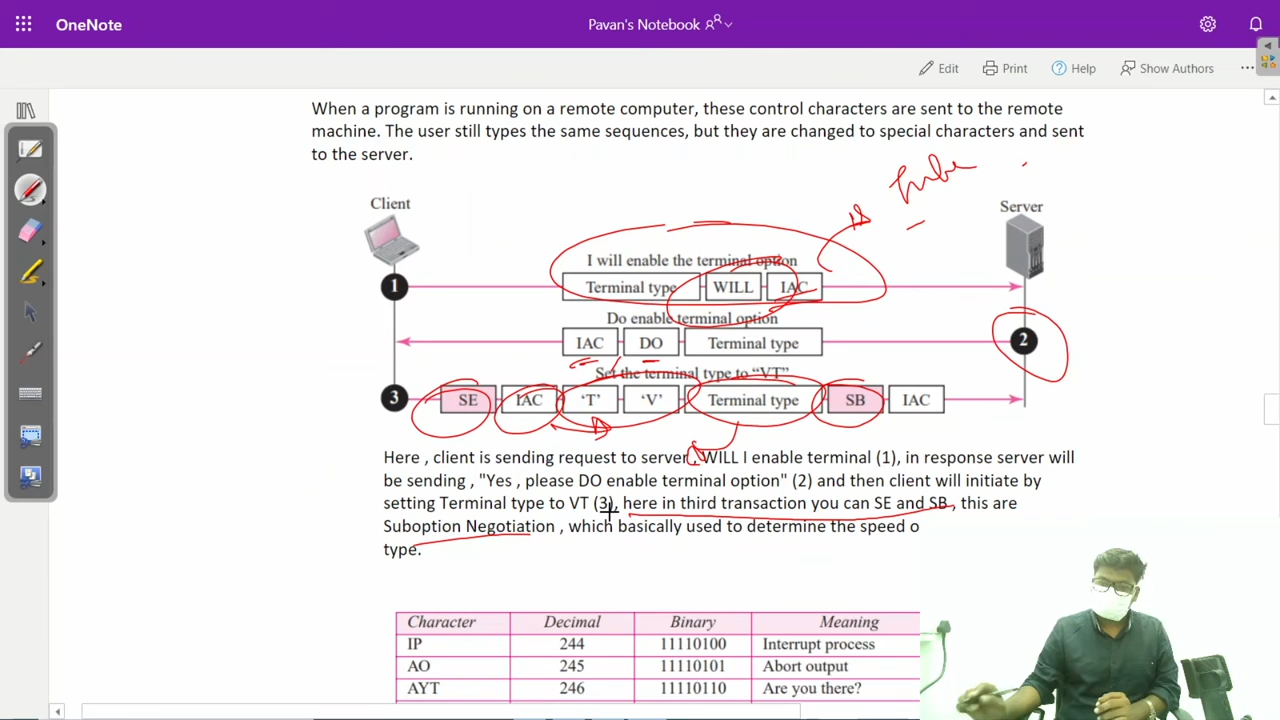 OneNote
Pavan's Notebook
Edit
Print
Help
Show Authors
When a program is running on a remote computer, these control characters are sent to the remote
machine. The user still types the same sequences, but they are changed to special characters and sent
to the server.
Client
Server
I will enable the terminal option
1 Terminal type WILL IAC
Do enable terminal option
IAC DO Terminal type 2
Set the terminal type to “VT”
3 SE IAC ‘T’ ‘V’ Terminal type SB IAC
Here , client is sending request to server, WILL I enable terminal (1), in response server will
be sending , "Yes , please DO enable terminal option" (2) and then client will initiate by
setting Terminal type to VT (3), here in third transaction you can SE and SB, this are
Suboption Negotiation , which basically used to determine the speed o
type.
Character Decimal Binary Meaning
IP 244 11110100 Interrupt process
AO 245 11110101 Abort output
AYT 246 11110110 Are you there?